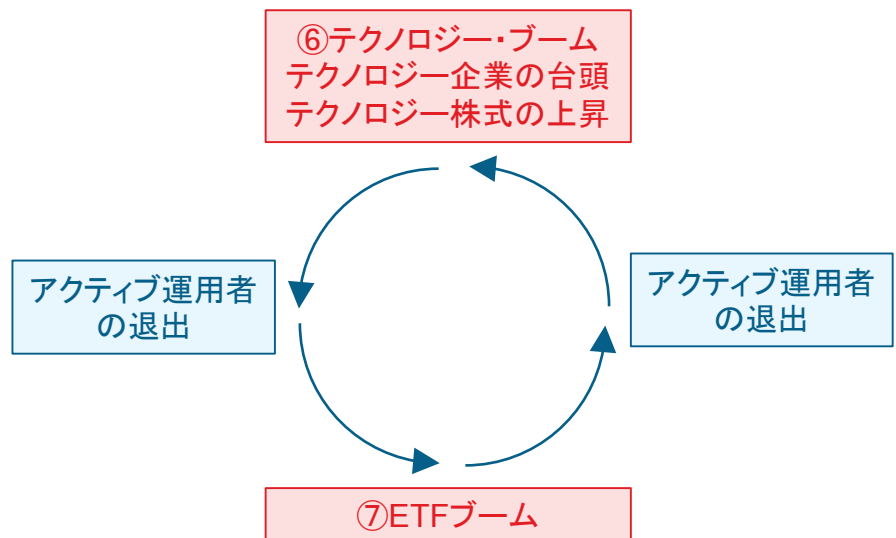 ⑥テクノロジー・ブーム
テクノロジー企業の台頭
テクノロジー株式の上昇
アクティブ運用者
の退出
アクティブ運用者
の退出
⑦ETFブーム